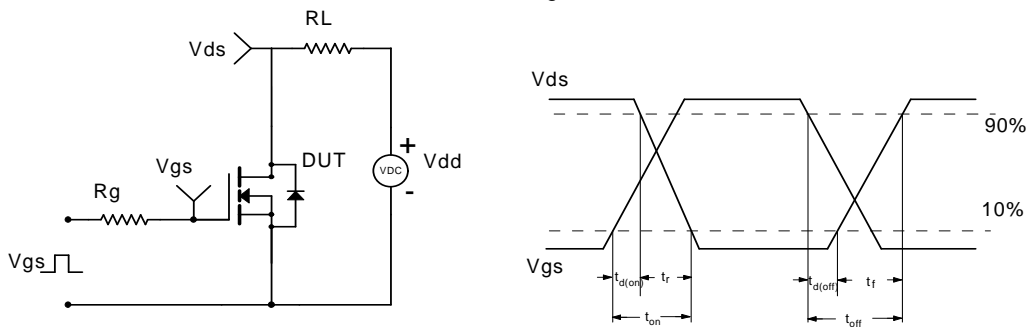 RL
Vds
Vgs
DUT
Rg
VDC
+
-
Vdd
Vgs
Vds
90%
10%
Vgs
td(on)
tr
ton
td(off)
tf
toff